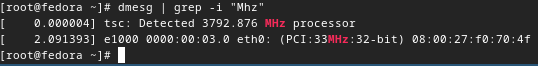 [root@fedora ~]# dmesg | grep -i "Mhz"
[    0.000004] tsc: Detected 3792.876 MHz processor
[    2.091393] e1000 0000:00:03.0 eth0: (PCI:33MHz:32-bit) 08:00:27:f0:70:4f
[root@fedora ~]#